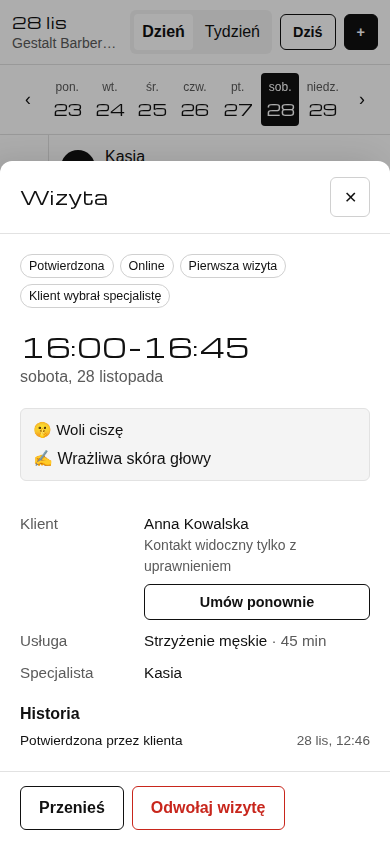 28 lis
Gestalt Barber…
Dzień
Tydzień
Dziś
+
‹
pon.
wt.
śr.
czw.
pt.
sob.
niedz.
›
23
24
25
26
27
28
29
Kasia
Wizyta
✕
Potwierdzona
Online
Pierwsza wizyta
Klient wybrał specjalistę
16:00–16:45
sobota, 28 listopada
🤫 Woli ciszę
✍️ Wrażliwa skóra głowy
Klient
Anna Kowalska
Kontakt widoczny tylko z
uprawnieniem
Umów ponownie
Usługa
Strzyżenie męskie · 45 min
Specjalista
Kasia
Historia
Potwierdzona przez klienta
28 lis, 12:46
Przenieś
Odwołaj wizytę